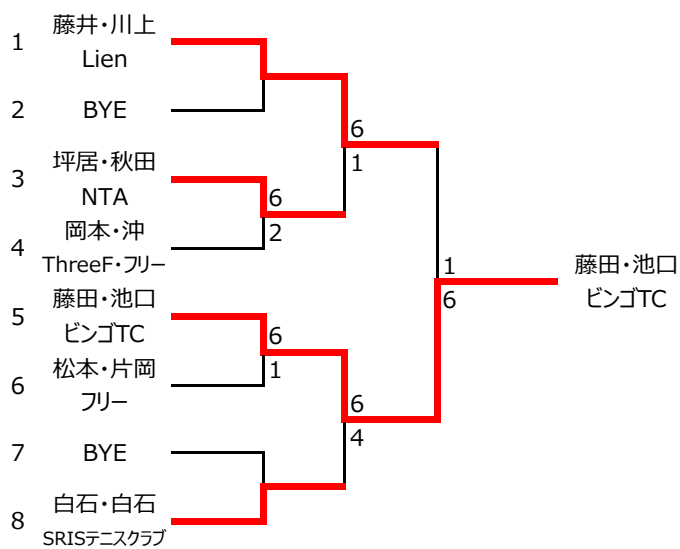 1
藤井・川上
Lien
2
BYE
3
坪居・秋田
NTA
4
岡本・沖
ThreeF・フリー
5
藤田・池口
ビンゴTC
6
松本・片岡
フリー
7
BYE
8
白石・白石
SRISテニスクラブ
6
2
6
1
6
1
6
4
1
6
藤田・池口
ビンゴTC